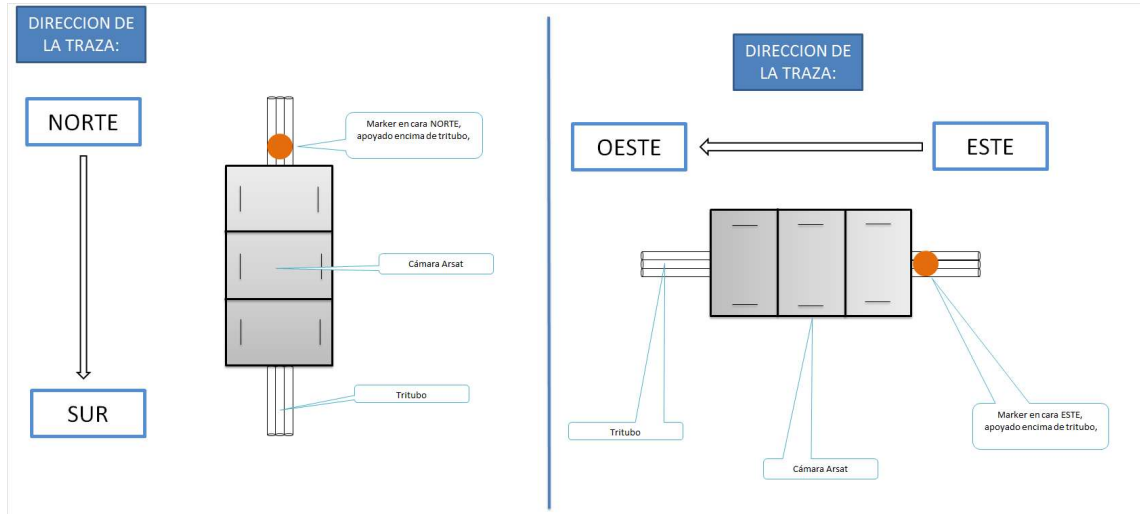 DIRECCION DE
LA TRAZA:
NORTE
Marker en cara NORTE,
apoyado encima de tritubo,
Cámara Arsat
Tritubo
SUR
DIRECCION DE
LA TRAZA:
OESTE
ESTE
Tritubo
Cámara Arsat
Marker en cara ESTE,
apoyado encima de tritubo,